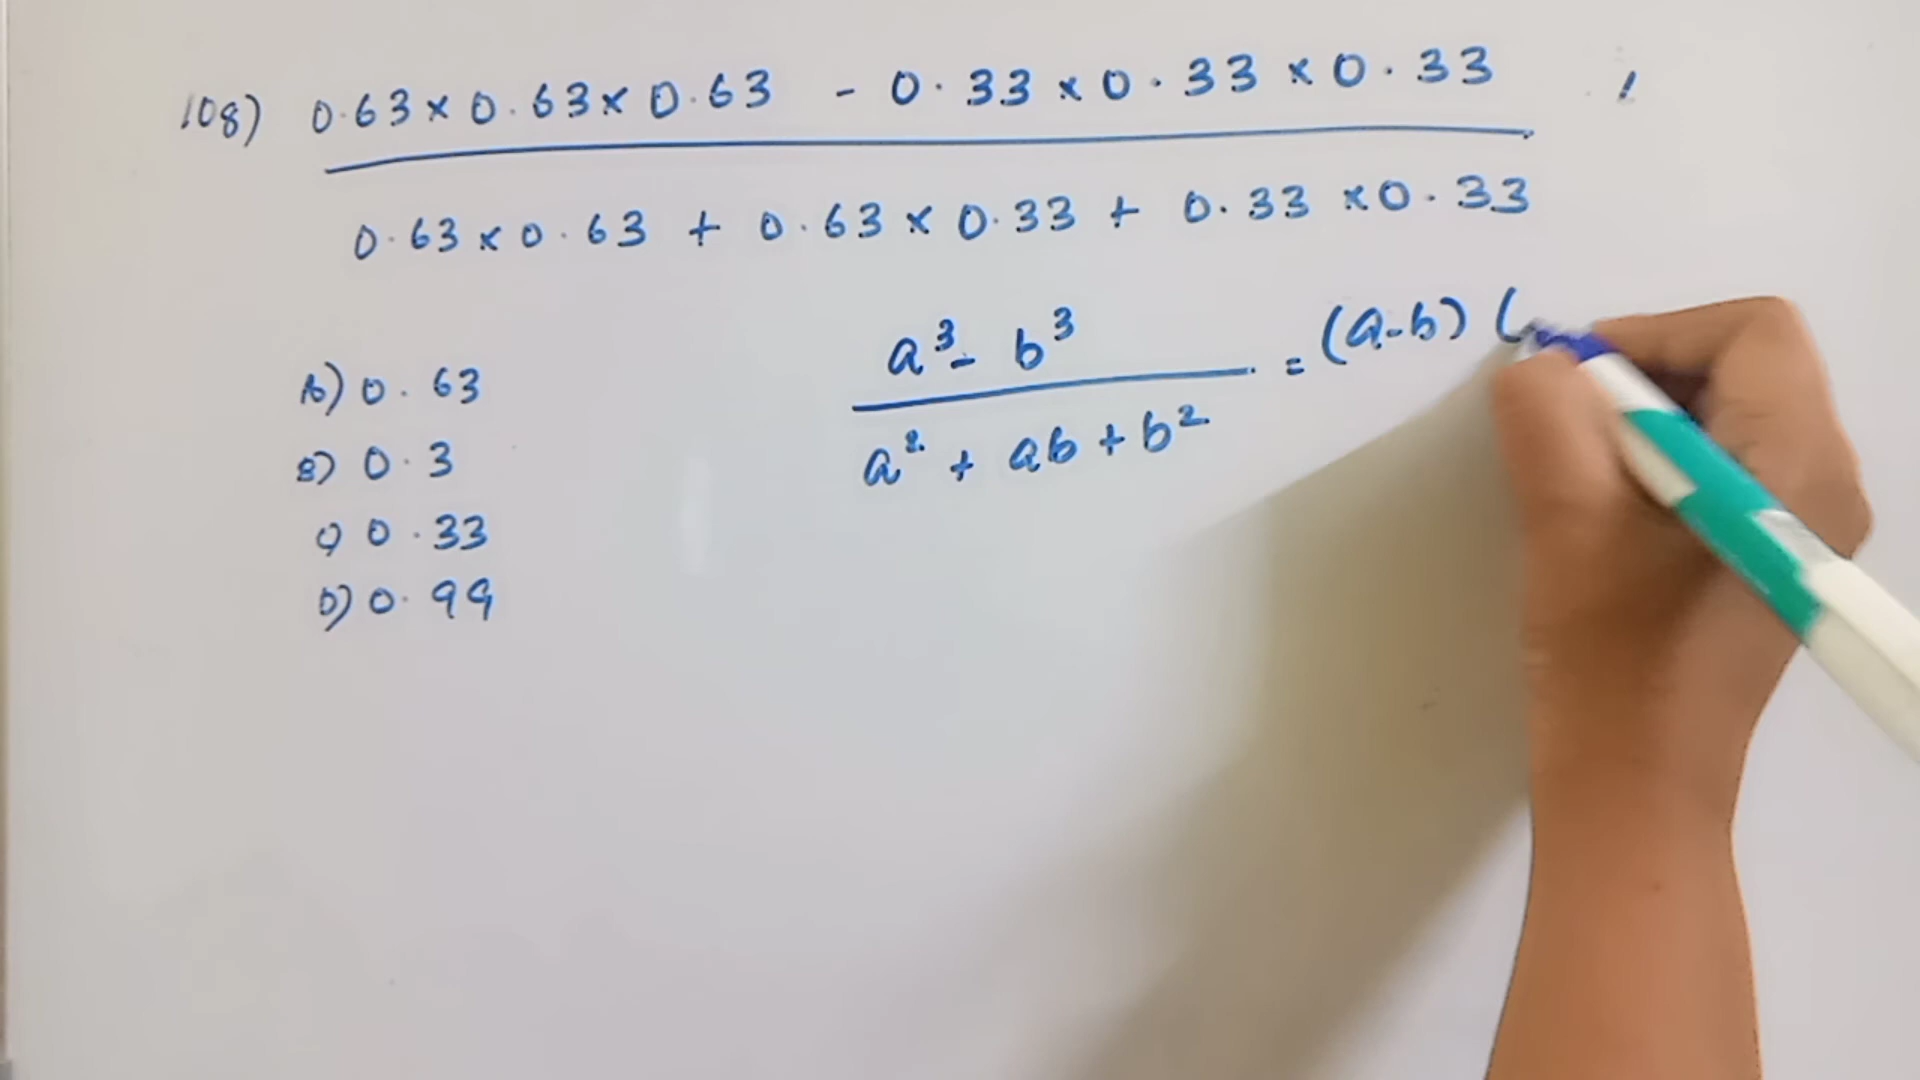 108) 0.63 × 0.63 × 0.63 - 0.33 × 0.33 × 0.33
0.63 × 0.63 + 0.63 × 0.33 + 0.33 × 0.33
A) 0.63
B) 0.3
C) 0.33
D) 0.99
a³ - b³ = (a-b) (
a² + ab + b²